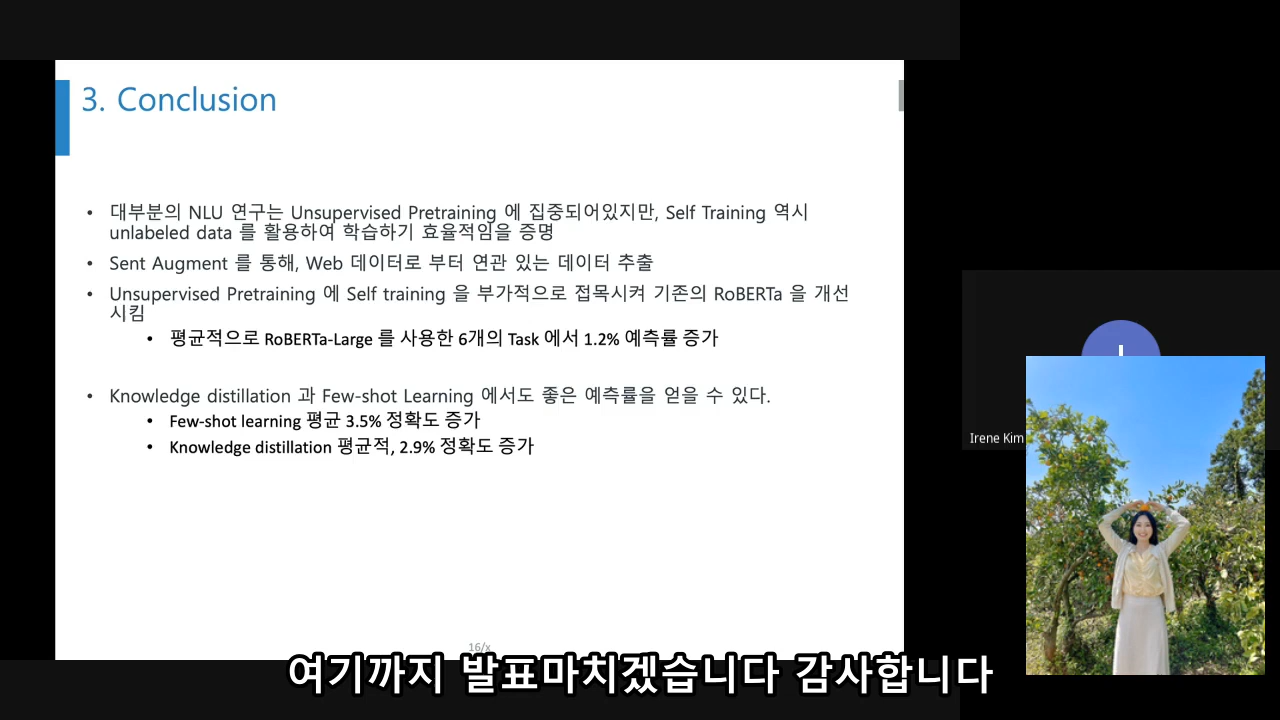 3. Conclusion
• 대부분의 NLU 연구는 Unsupervised Pretraining 에 집중되어있지만, Self Training 역시
unlabeled data 를 활용하여 학습하기 효율적임을 증명
• Sent Augment 를 통해, Web 데이터로 부터 연관 있는 데이터 추출
• Unsupervised Pretraining 에 Self training 을 부가적으로 접목시켜 기존의 RoBERTa 을 개선
시킴
• 평균적으로 RoBERTa-Large 를 사용한 6개의 Task 에서 1.2% 예측률 증가
• Knowledge distillation 과 Few-shot Learning 에서도 좋은 예측률을 얻을 수 있다.
• Few-shot learning 평균 3.5% 정확도 증가
• Knowledge distillation 평균적, 2.9% 정확도 증가
16/x
Irene Kim
여기까지 발표마치겠습니다 감사합니다